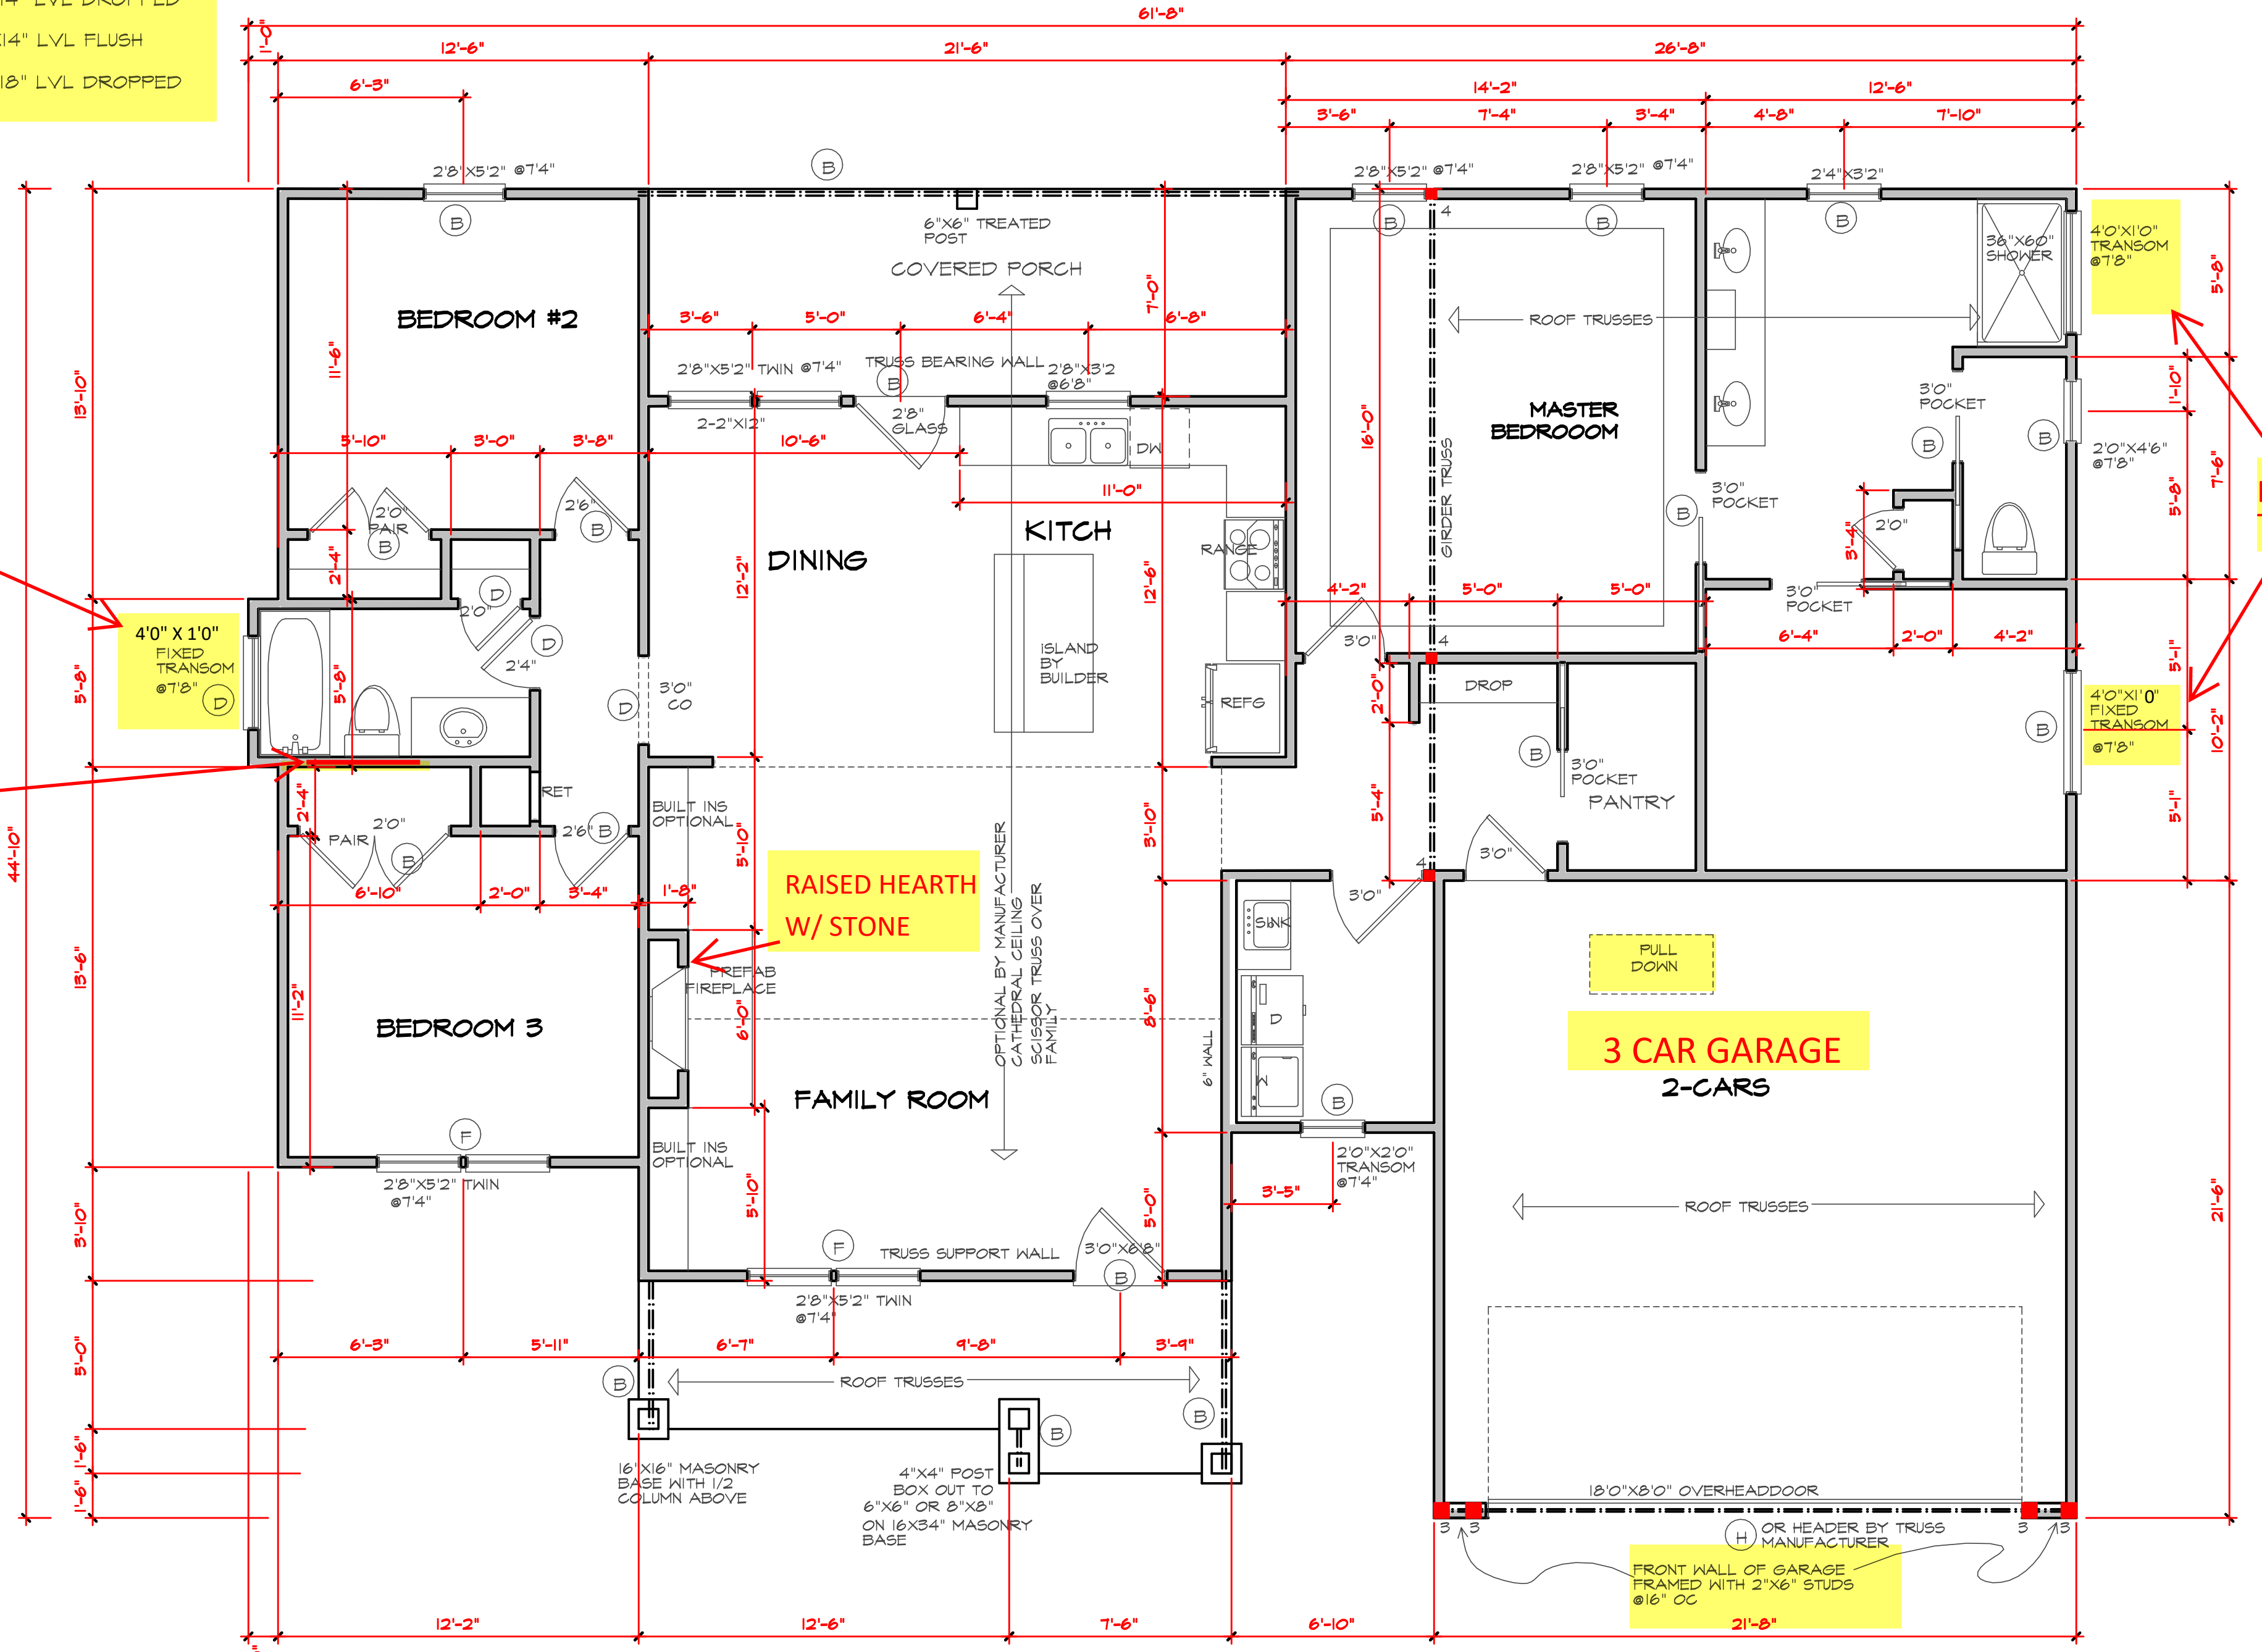 14" LVL DROPPED
X14" LVL FLUSH
18" LVL DROPPED
61'-8"
1'-0"
12'-6"
21'-6"
26'-8"
6'-3"
14'-2"
12'-6"
3'-6"
7'-4"
3'-4"
4'-8"
7'-10"
2'8"X5'2" @7'4"
B
B
2'8"X5'2" @7'4"
B
2'8"X5'2" @7'4"
B
2'4"X3'2"
B
4
6"X6" TREATED
POST
COVERED PORCH
36"X60"
SHOWER
4'0"X1'0"
TRANSOM
@7'8"
5'-8"
BEDROOM #2
11'-6"
13'-10"
7'-0"
3'-6"
5'-0"
6'-4"
6'-8"
ROOF TRUSSES
2'8"X5'2" TWIN @7'4"
TRUSS BEARING WALL
B
2'8"X3'2
@6'8"
2-2"X12"
2'8"
GLASS
DW
16'-0"
GIRDER TRUSS
MASTER
BEDROOOM
3'0"
POCKET
B
B
1'-10"
2'0"X4'6"
@7'8"
7'-6"
5'-8"
5'-10"
3'-0"
3'-8"
10'-6"
11'-0"
2'0"
PAIR
B
2'6"
B
DINING
KITCH
RANGE
B
3'0"
POCKET
2'0"
3'-4"
2'-4"
D
2'0"
12'-2"
12'-6"
4'-2"
5'-0"
5'-0"
3'0"
POCKET
4'0" X 1'0"
FIXED
TRANSOM
@7'8"
D
5'-8"
5'-8"
D
2'4"
3'0"
CO
D
ISLAND
BY
BUILDER
REFG
3'0"
4
DROP
2'-0"
6'-4"
2'-0"
4'-2"
5'-1"
10'-2"
4'0"X1'0"
FIXED
TRANSOM
@7'8"
B
44'-10"
2'-4"
RET
BUILT INS
OPTIONAL
B
3'0"
POCKET
PANTRY
5'-4"
5'-1"
PAIR
2'0"
B
2'6"
B
5'-10"
3'-10"
4
3'0"
3'0"
6'-10"
2'-0"
3'-4"
1'-8"
RAISED HEARTH
W/ STONE
SINK
PULL
DOWN
13'-6"
11'-2"
PREFAB
FIREPLACE
6'-0"
OPTIONAL BY MANUFACTURER
CATHEDRAL CEILING
SCISSOR TRUSS OVER
FAMILY
8'-6"
6" WALL
D
W
BEDROOM 3
3 CAR GARAGE
2-CARS
FAMILY ROOM
F
B
2'8"X5'2" TWIN
@7'4"
BUILT INS
OPTIONAL
5'-10"
5'-0"
2'0"X2'0"
TRANSOM
@7'4"
3'-5"
ROOF TRUSSES
21'-6"
3'-10"
F
TRUSS SUPPORT WALL
3'0"X6'8"
B
2'8"X5'2" TWIN
@7'4"
5'-0"
6'-3"
5'-11"
6'-7"
9'-8"
3'-9"
B
ROOF TRUSSES
B
B
1'-6"
1'-6"
16"X16" MASONRY
BASE WITH 1/2
COLUMN ABOVE
4"X4" POST
BOX OUT TO
6"X6" OR 8"X8"
ON 16X34" MASONRY
BASE
18'0"X8'0" OVERHEADDOOR
3
3
3
3
H
OR HEADER BY TRUSS
MANUFACTURER
FRONT WALL OF GARAGE
FRAMED WITH 2"X6" STUDS
@16" OC
12'-2"
12'-6"
7'-6"
6'-10"
21'-8"